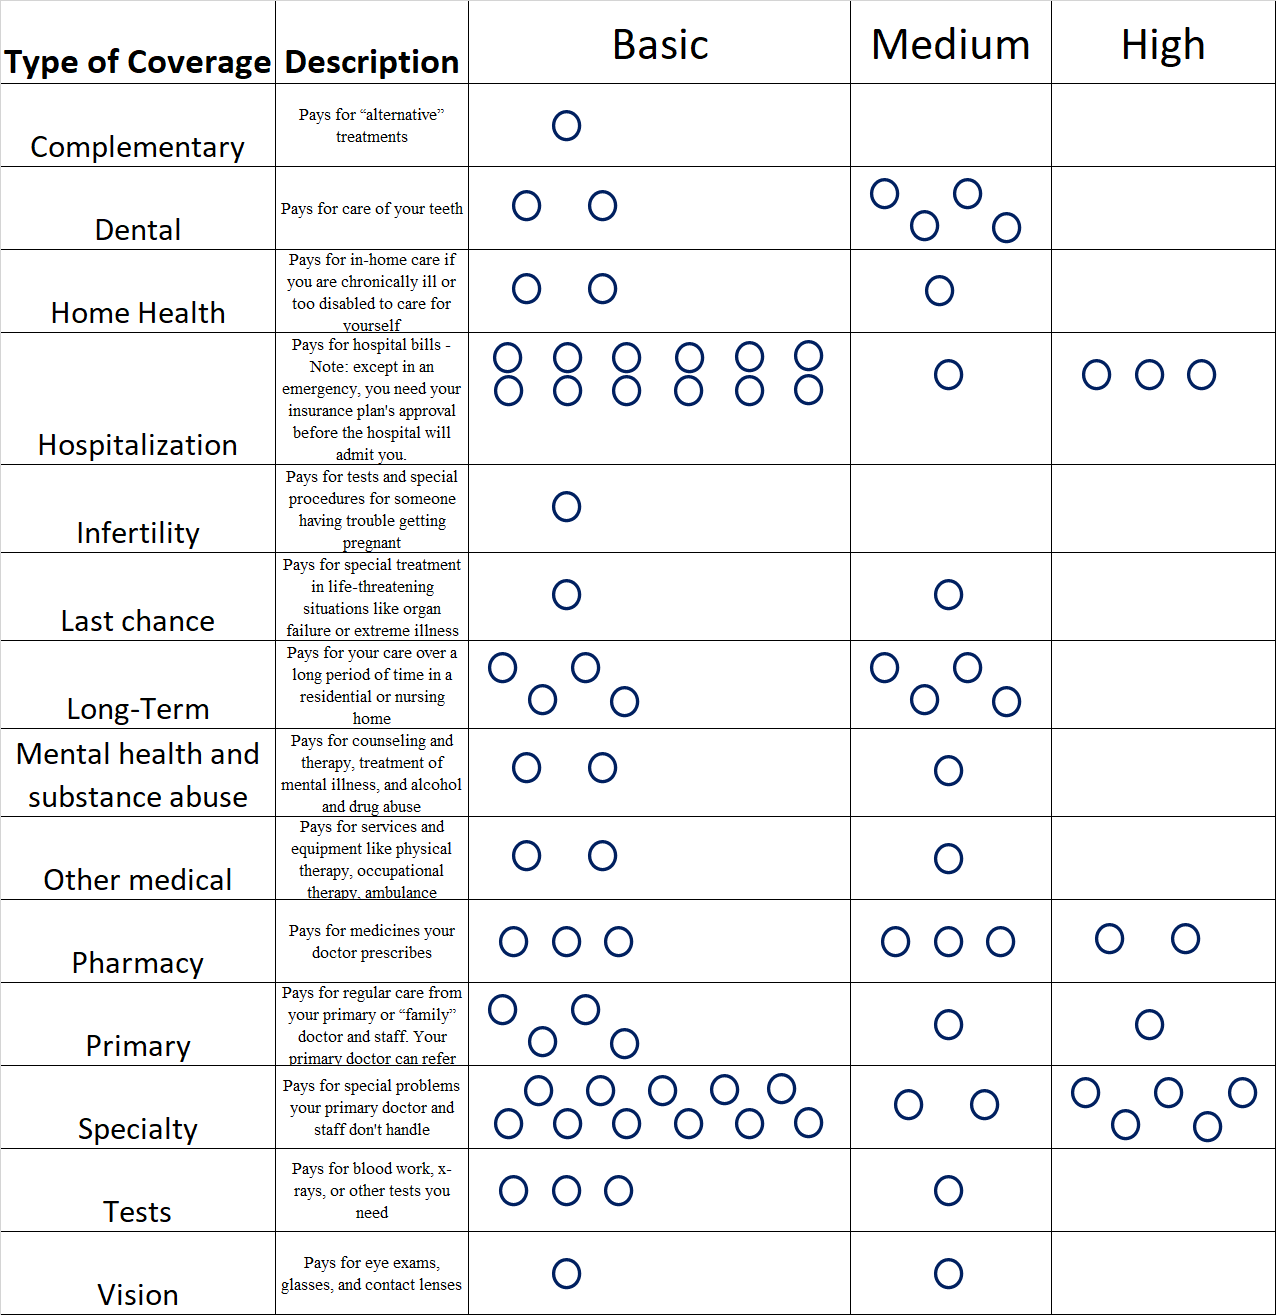 Type of Coverage Description Basic Medium High
Complementary
Pays for “alternative”
treatments
Dental
Pays for care of your teeth
Home Health
Pays for in-home care if
you are chronically ill or
too disabled to care for
yourself
Hospitalization
Pays for hospital bills -
Note: except in an
emergency, you need your
insurance plan's approval
before the hospital will
admit you.
Infertility
Pays for tests and special
procedures for someone
having trouble getting
pregnant
Last chance
Pays for special treatment
in life-threatening
situations like organ
failure or extreme illness
Long-Term
Pays for your care over a
long period of time in a
residential or nursing
home
Mental health and
substance abuse
Pays for counseling and
therapy, treatment of
mental illness, and alcohol
and drug abuse
Other medical
Pays for services and
equipment like physical
therapy, occupational
therapy, ambulance
Pharmacy
Pays for medicines your
doctor prescribes
Primary
Pays for regular care from
your primary or “family”
doctor and staff. Your
primary doctor can refer
Specialty
Pays for special problems
your primary doctor and
staff don't handle
Tests
Pays for blood work, x-
rays, or other tests you
need
Vision
Pays for eye exams,
glasses, and contact lenses